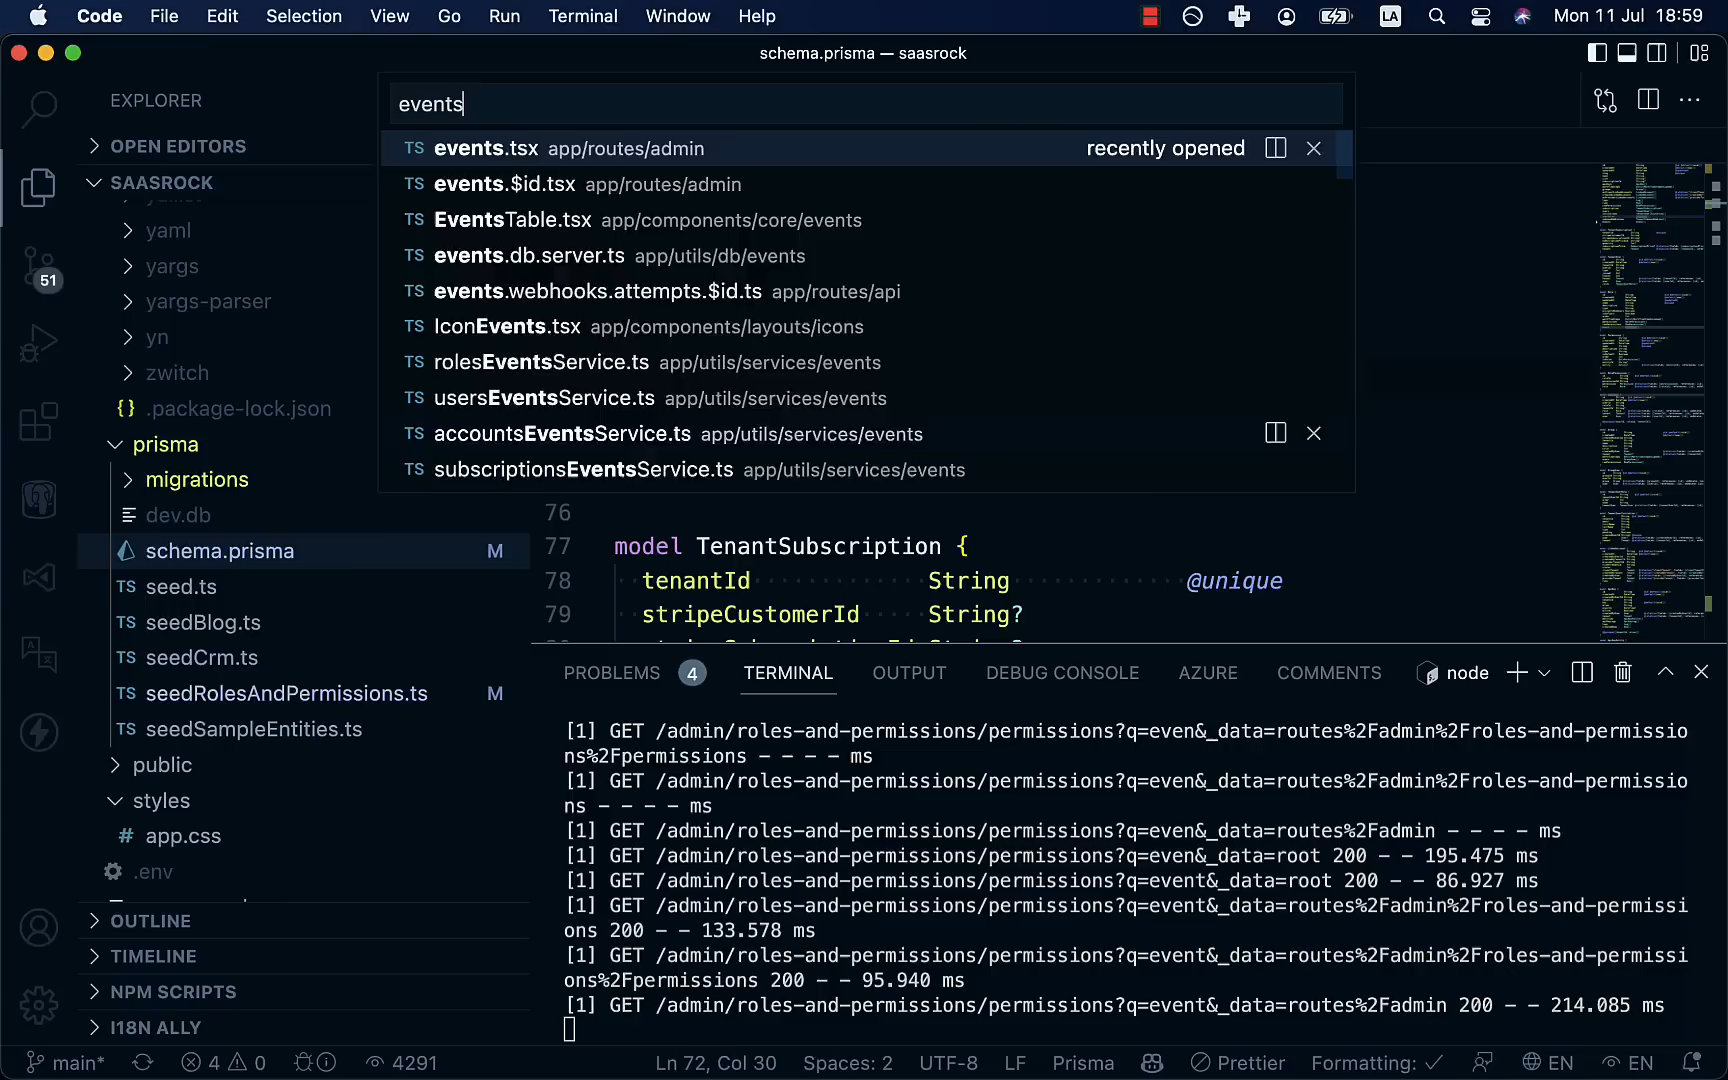 Code File Edit Selection View Go Run Terminal Window Help LA Mon 11 Jul 18:59
schema.prisma — saasrock
EXPLORER
OPEN EDITORS
SAASROCK
yaml
yargs
yargs-parser
yn
zwitch
{} .package-lock.json
prisma
migrations
dev.db
schema.prisma M
TS seed.ts
TS seedBlog.ts
TS seedCrm.ts
TS seedRolesAndPermissions.ts M
TS seedSampleEntities.ts
public
styles
# app.css
.env
OUTLINE
TIMELINE
NPM SCRIPTS
I18N ALLY
51
events
TS events.tsx app/routes/admin recently opened
TS events.$id.tsx app/routes/admin
TS EventsTable.tsx app/components/core/events
TS events.db.server.ts app/utils/db/events
TS events.webhooks.attempts.$id.ts app/routes/api
TS IconEvents.tsx app/components/layouts/icons
TS rolesEventsService.ts app/utils/services/events
TS usersEventsService.ts app/utils/services/events
TS accountsEventsService.ts app/utils/services/events
TS subscriptionsEventsService.ts app/utils/services/events
76
77 model TenantSubscription {
78 tenantId String @unique
79 stripeCustomerId String?
PROBLEMS 4 TERMINAL OUTPUT DEBUG CONSOLE AZURE COMMENTS node
[1] GET /admin/roles-and-permissions/permissions?q=even&_data=routes%2Fadmin%2Froles-and-permissio
ns%2Fpermissions - - - - ms
[1] GET /admin/roles-and-permissions/permissions?q=even&_data=routes%2Fadmin%2Froles-and-permissio
ns - - - - ms
[1] GET /admin/roles-and-permissions/permissions?q=even&_data=routes%2Fadmin - - - - ms
[1] GET /admin/roles-and-permissions/permissions?q=even&_data=root 200 - - 195.475 ms
[1] GET /admin/roles-and-permissions/permissions?q=event&_data=root 200 - - 86.927 ms
[1] GET /admin/roles-and-permissions/permissions?q=event&_data=routes%2Fadmin%2Froles-and-permissi
ons 200 - - 133.578 ms
[1] GET /admin/roles-and-permissions/permissions?q=event&_data=routes%2Fadmin%2Froles-and-permissi
ons%2Fpermissions 200 - - 95.940 ms
[1] GET /admin/roles-and-permissions/permissions?q=event&_data=routes%2Fadmin 200 - - 214.085 ms
main* 4 0 4291 Ln 72, Col 30 Spaces: 2 UTF-8 LF Prisma Prettier Formatting: ✓ EN EN